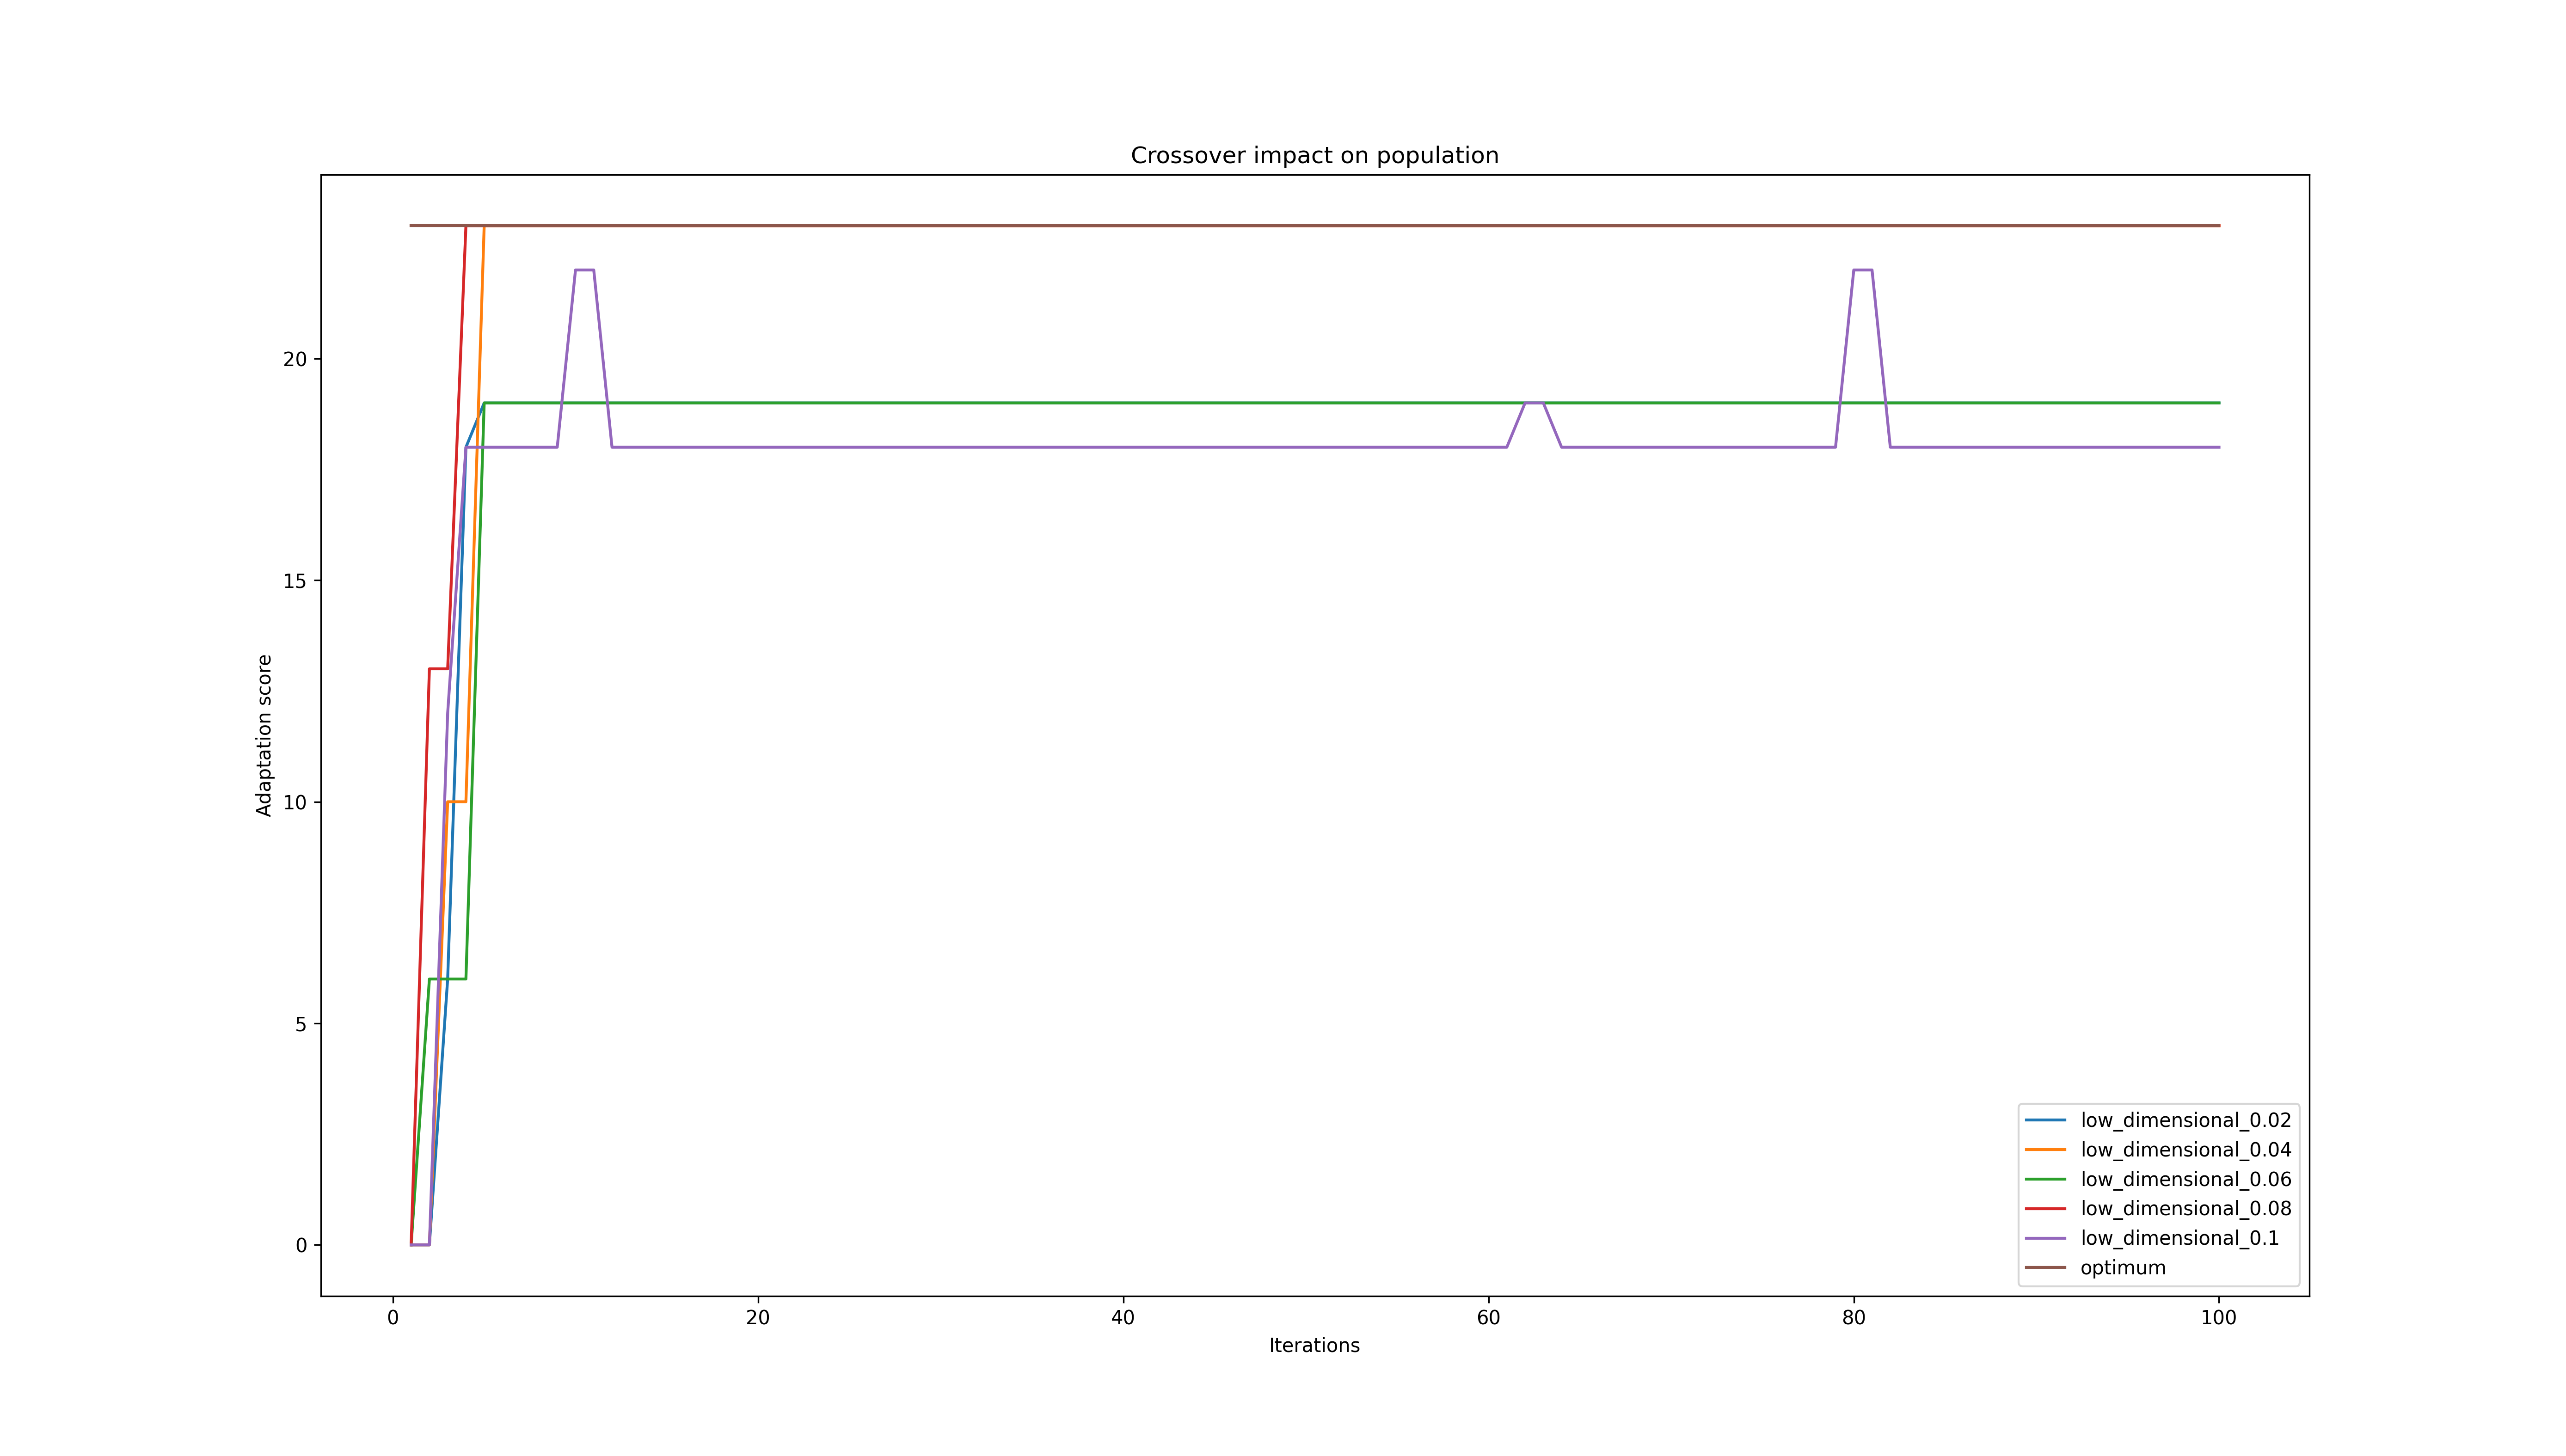 Crossover impact on population
20
15
10
5
0
Adaptation score
0 20 40 60 80 100
Iterations
low_dimensional_0.02
low_dimensional_0.04
low_dimensional_0.06
low_dimensional_0.08
low_dimensional_0.1
optimum